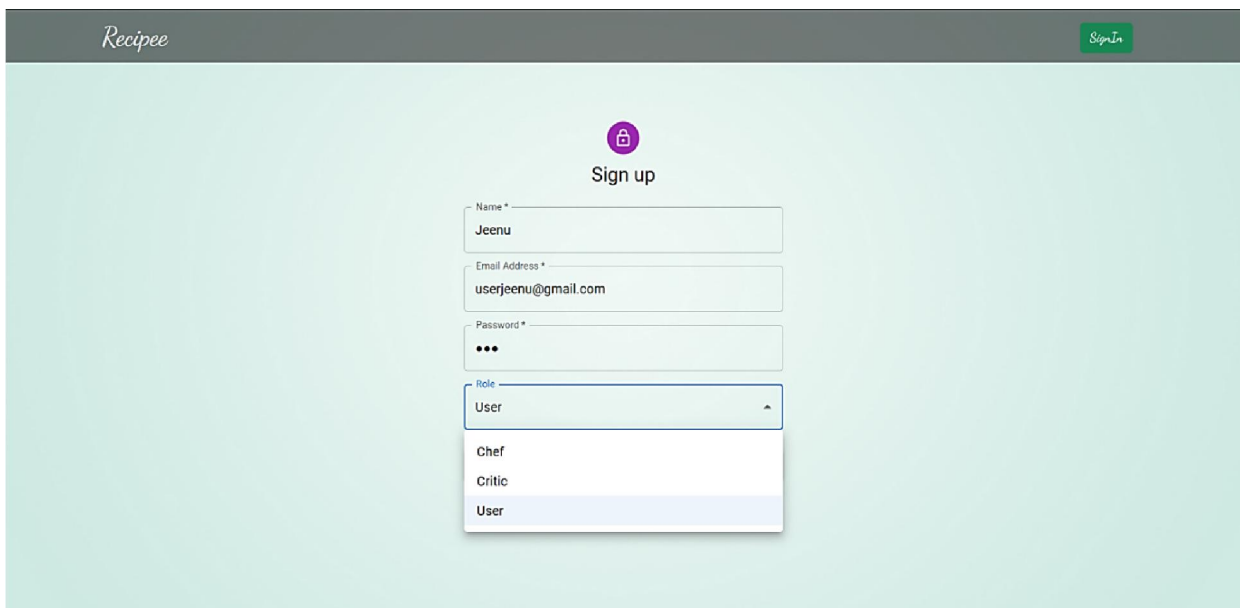 Recipee
SignIn
Sign up
Name *
Jeenu
Email Address *
userjeenu@gmail.com
Password *
•••
Role
User
Chef
Critic
User